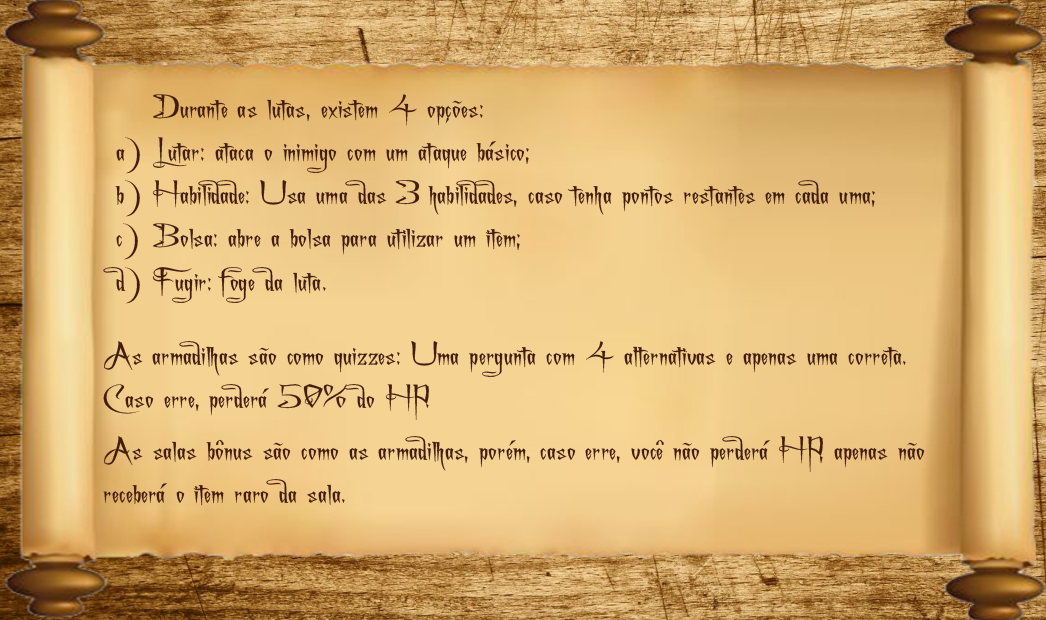 Durante as lutas, existem 4 opções:
a) Lutar: ataca o inimigo com um ataque básico;
b) Habilidade: Usa uma das 3 habilidades, caso tenha pontos restantes em cada uma;
c) Bolsa: abre a bolsa para utilizar um item;
d) Fugir: foge da luta.
As armadilhas são como quizzes: Uma pergunta com 4 alternativas e apenas uma correta.
Caso erre, perderá 50% do HP.
As salas bônus são como as armadilhas, porém, caso erre, você não perderá HP, apenas não
receberá o item raro da sala.